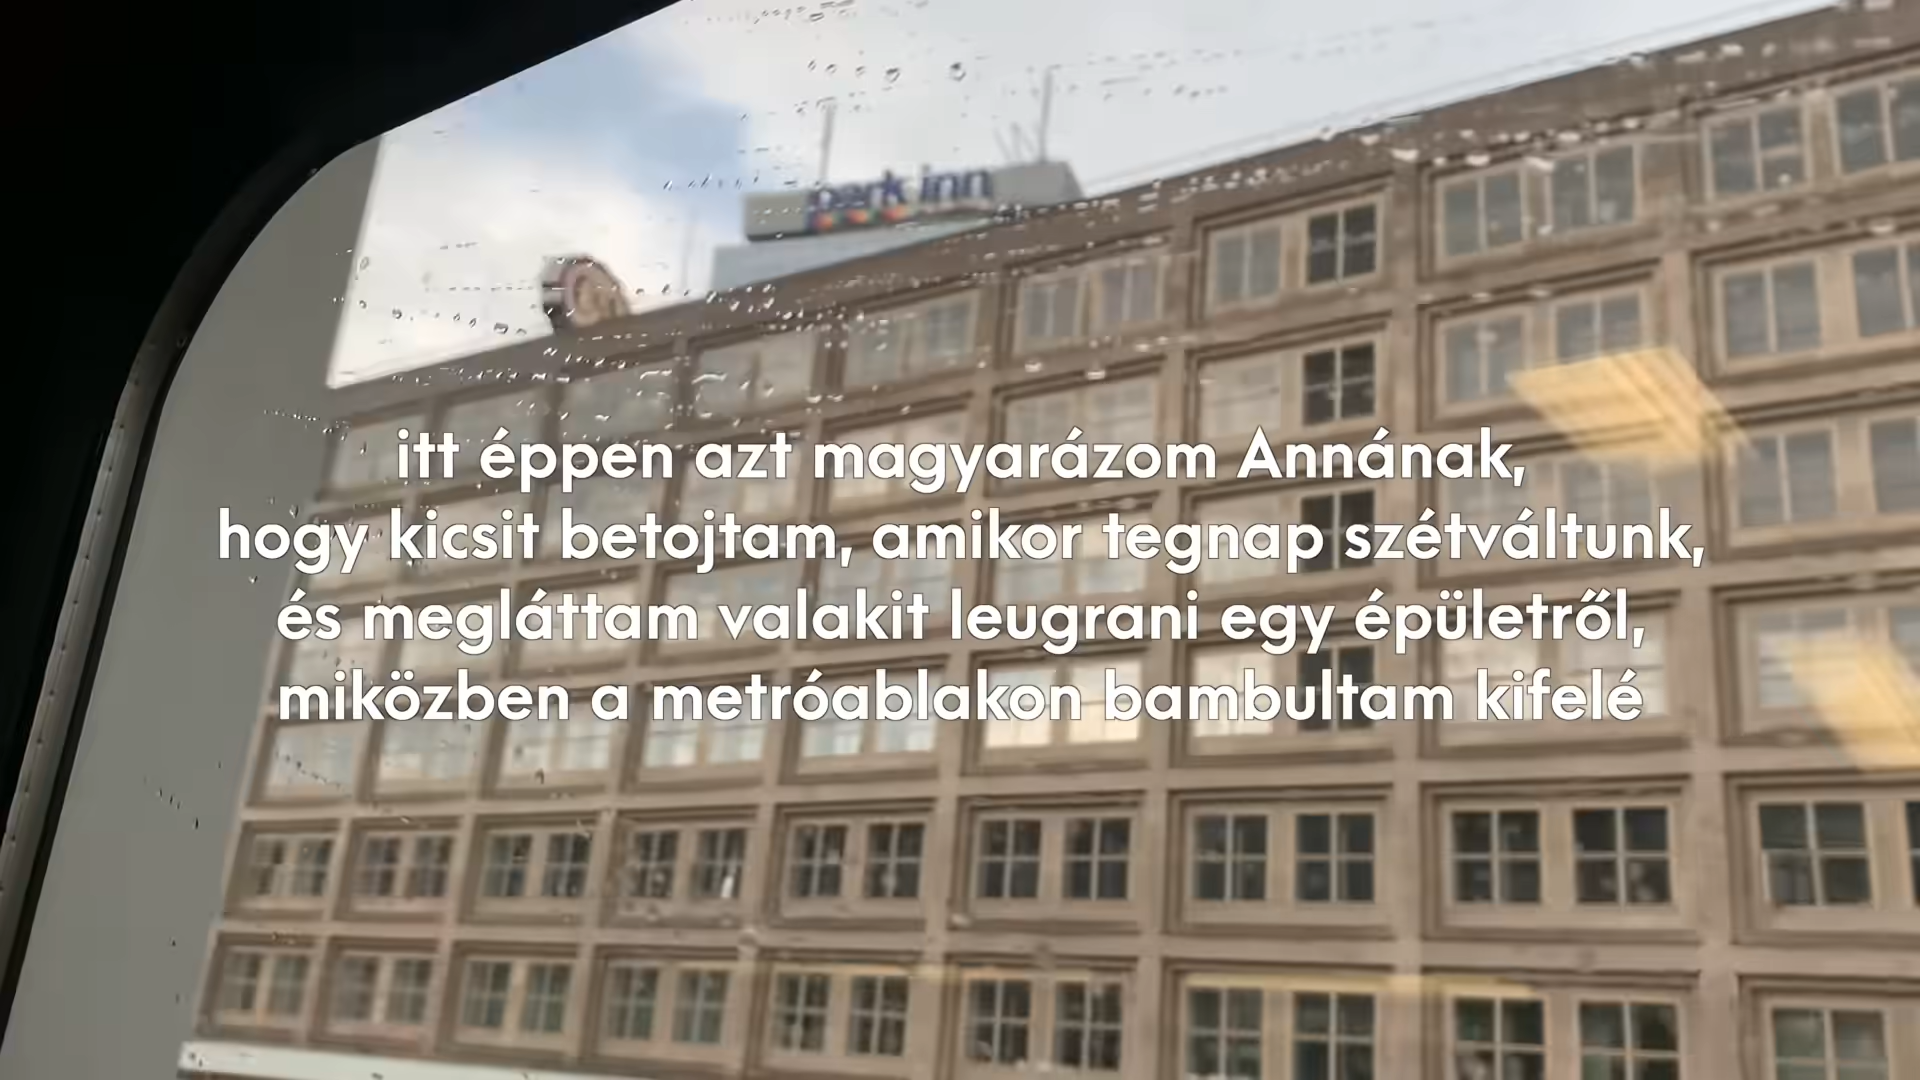 park inn
itt éppen azt magyarázom Annának,
hogy kicsit betojtam, amikor tegnap szétváltunk,
és megláttam valakit leugrani egy épületről,
miközben a metróablakon bambultam kifelé